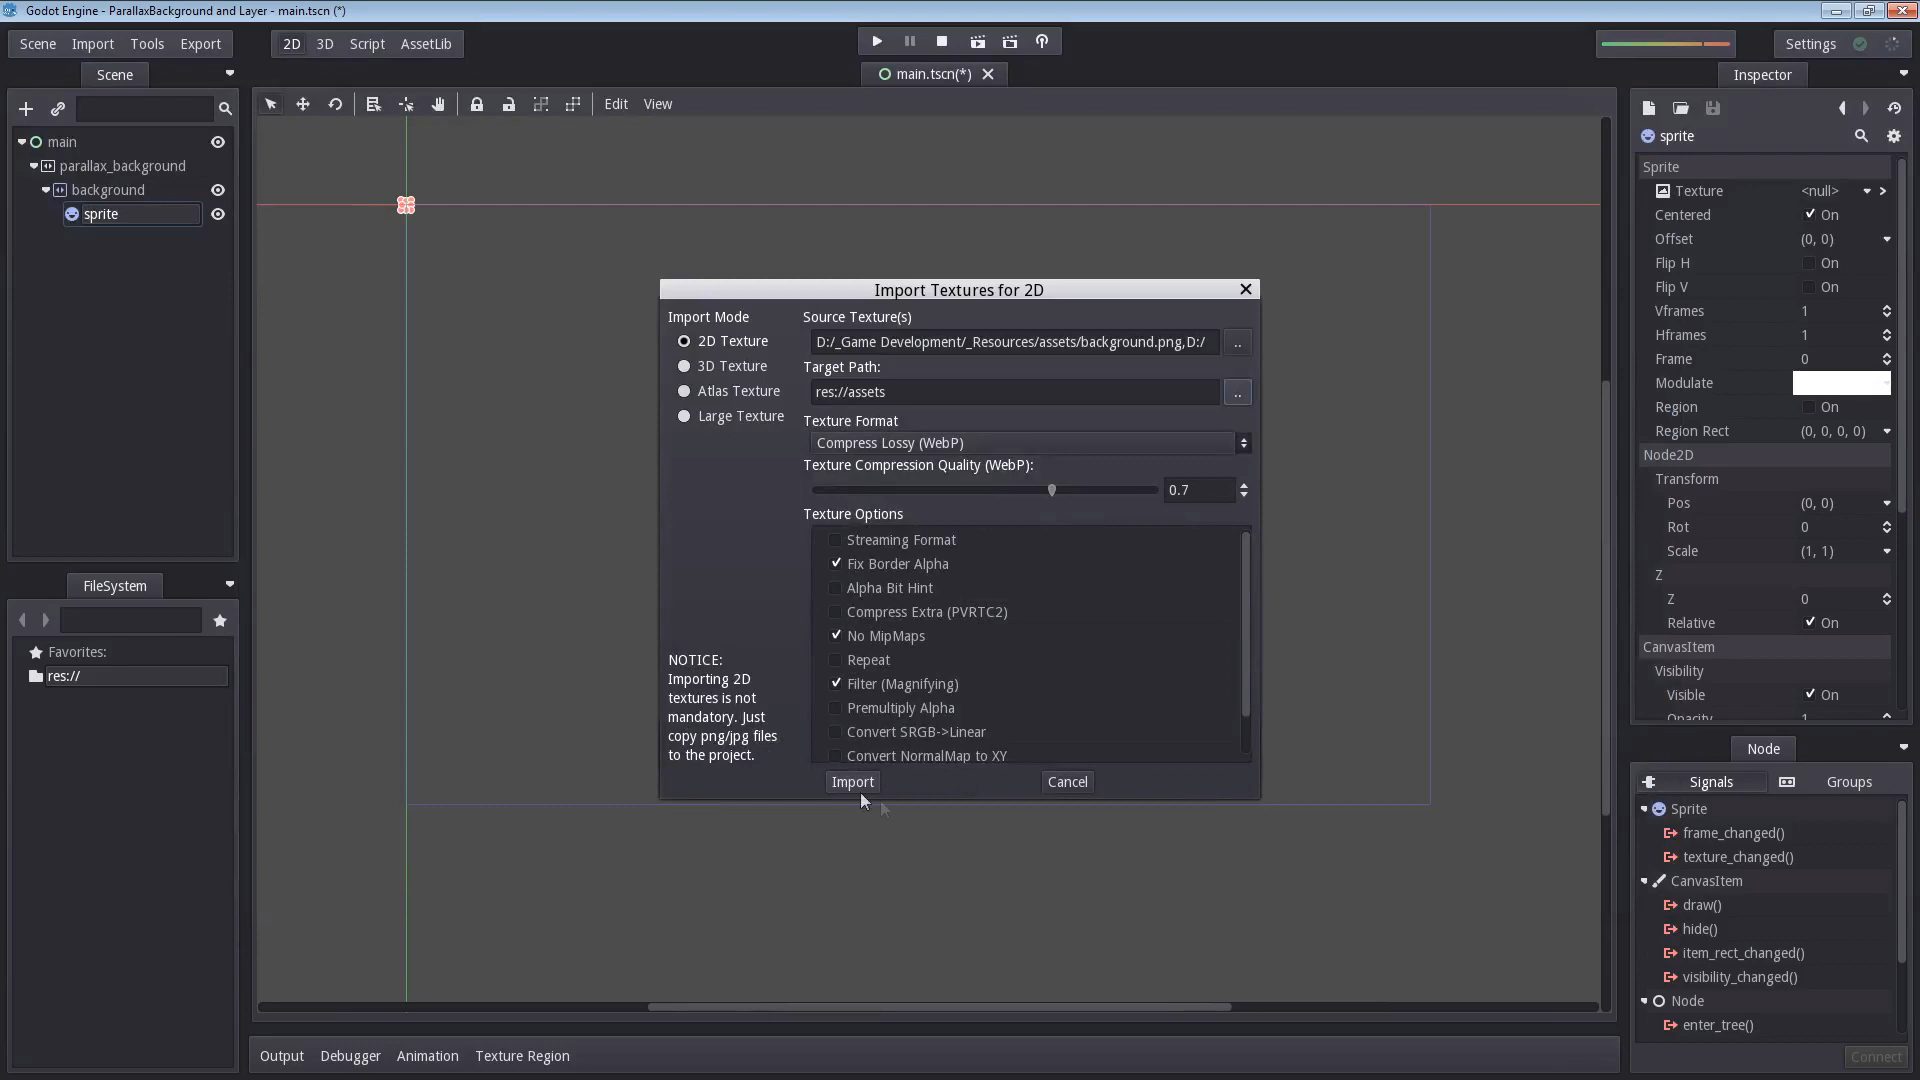 Godot Engine - ParallaxBackground and Layer - main.tscn (*)
Scene Import Tools Export
2D 3D Script AssetLib
Settings
Scene
main.tscn(*)
Inspector
Edit View
main
parallax_background
background
sprite
sprite
Sprite
Texture <null>
Centered On
Offset (0, 0)
Flip H On
Flip V On
Vframes 1
Hframes 1
Frame 0
Modulate
Region On
Region Rect (0, 0, 0, 0)
Node2D
Transform
Pos (0, 0)
Rot 0
Scale (1, 1)
Z
Z 0
Relative On
CanvasItem
Visibility
Visible On
Opacity 1
Import Textures for 2D
Import Mode
2D Texture
3D Texture
Atlas Texture
Large Texture
NOTICE:
Importing 2D
textures is not
mandatory. Just
copy png/jpg files
to the project.
Source Texture(s)
D:/_Game Development/_Resources/assets/background.png,D:/ ..
Target Path:
res://assets ..
Texture Format
Compress Lossy (WebP)
Texture Compression Quality (WebP):
0.7
Texture Options
Streaming Format
Fix Border Alpha
Alpha Bit Hint
Compress Extra (PVRTC2)
No MipMaps
Repeat
Filter (Magnifying)
Premultiply Alpha
Convert SRGB->Linear
Convert NormalMap to XY
Import Cancel
FileSystem
Favorites:
res://
Node
Signals Groups
Sprite
frame_changed()
texture_changed()
CanvasItem
draw()
hide()
item_rect_changed()
visibility_changed()
Node
enter_tree()
Connect
Output Debugger Animation Texture Region